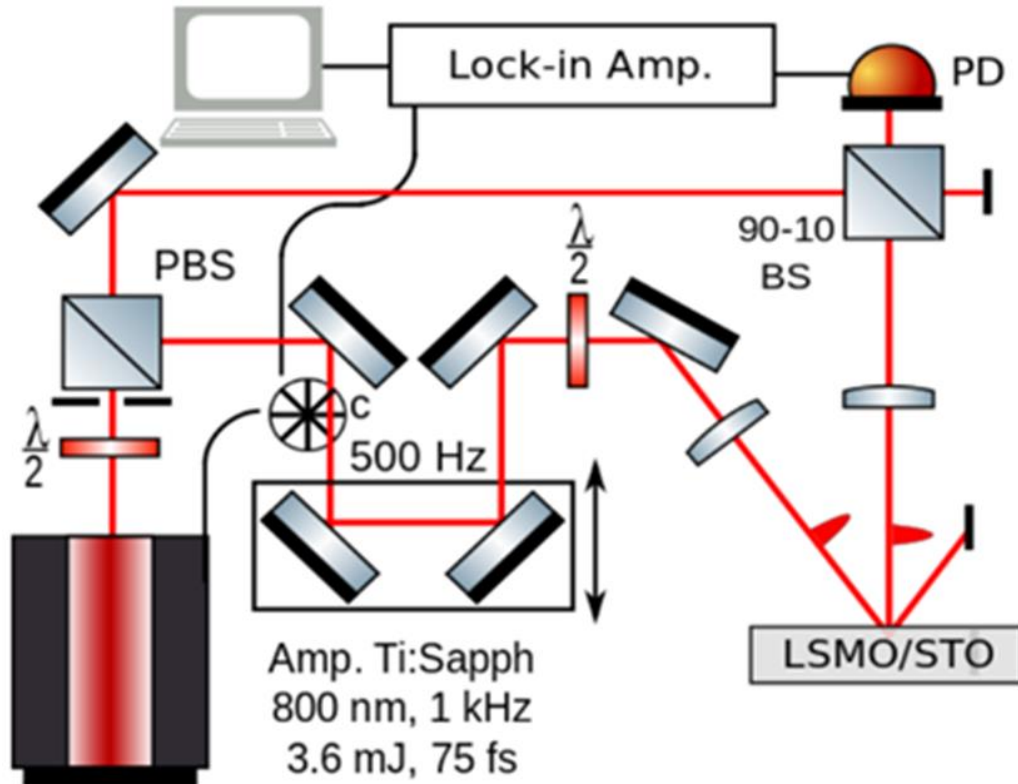 Lock-in Amp.
PD
PBS
λ
2
90-10
BS
λ
2
c
500 Hz
LSMO/STO
Amp. Ti:Sapph
800 nm, 1 kHz
3.6 mJ, 75 fs